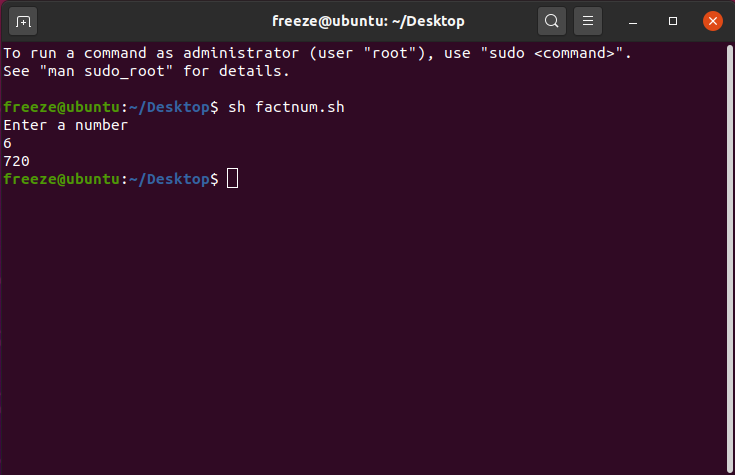 freeze@ubuntu: ~/Desktop
To run a command as administrator (user "root"), use "sudo <command>".
See "man sudo_root" for details.
freeze@ubuntu:~/Desktop$ sh factnum.sh
Enter a number
6
720
freeze@ubuntu:~/Desktop$